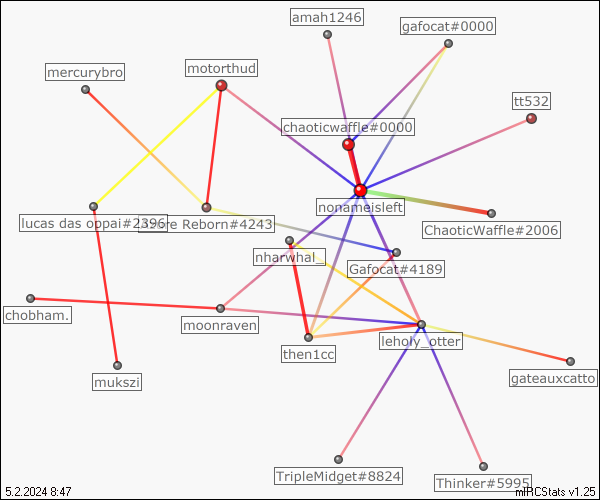 amah1246
gafocat#0000
mercurybro
motorthud
tt532
chaoticwaffle#0000
nonameisleft
lucas das oppai#2396
Reborn#4243
ChaoticWaffle#2006
nharwhal_
Gafocat#4189
chobham.
moonraven
leholy_otter
then1cc
mukszi
gateauxcatto
TripleMidget#8824
Thinker#5995
5.2.2024 8:47
mIRCStats v1.25